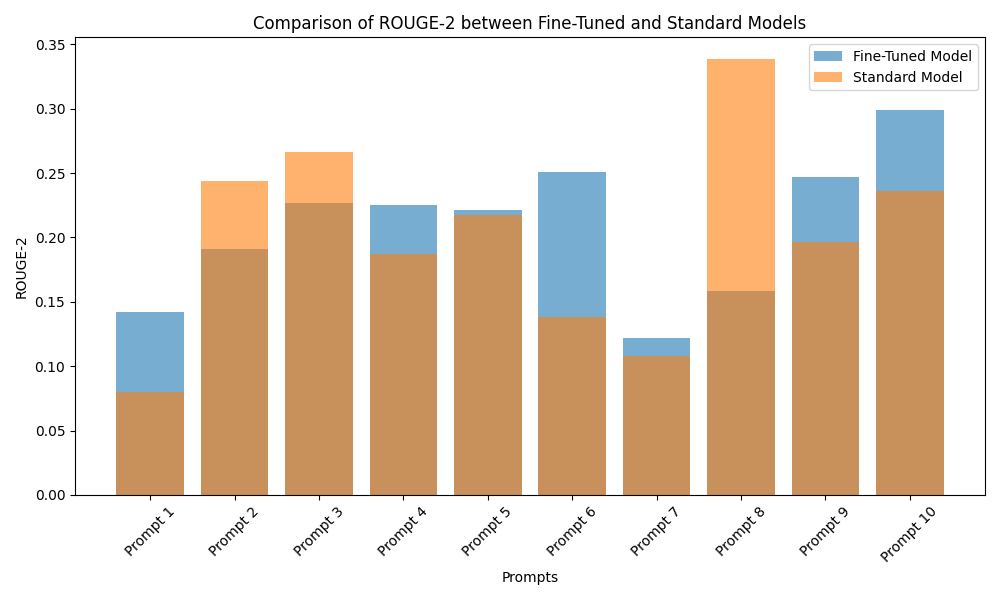 Comparison of ROUGE-2 between Fine-Tuned and Standard Models
Fine-Tuned Model
Standard Model
ROUGE-2
0.35
0.30
0.25
0.20
0.15
0.10
0.05
0.00
Prompt 1
Prompt 2
Prompt 3
Prompt 4
Prompt 5
Prompt 6
Prompt 7
Prompt 8
Prompt 9
Prompt 10
Prompts